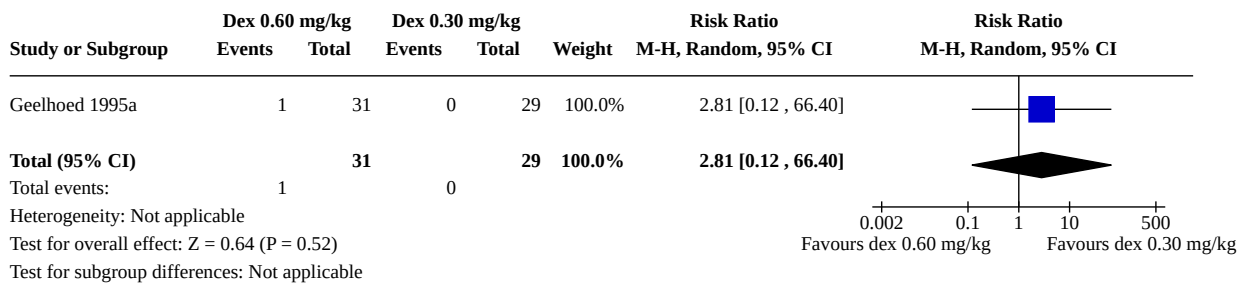 Dex 0.60 mg/kg Dex 0.30 mg/kg Risk Ratio Risk Ratio
Study or Subgroup Events Total Events Total Weight M-H, Random, 95% CI M-H, Random, 95% CI
Geelhoed 1995a 1 31 0 29 100.0% 2.81 [0.12 , 66.40]
Total (95% CI) 31 29 100.0% 2.81 [0.12 , 66.40]
Total events: 1 0
Heterogeneity: Not applicable
0.002 0.1 1 10 500
Test for overall effect: Z = 0.64 (P = 0.52) Favours dex 0.60 mg/kg Favours dex 0.30 mg/kg
Test for subgroup differences: Not applicable